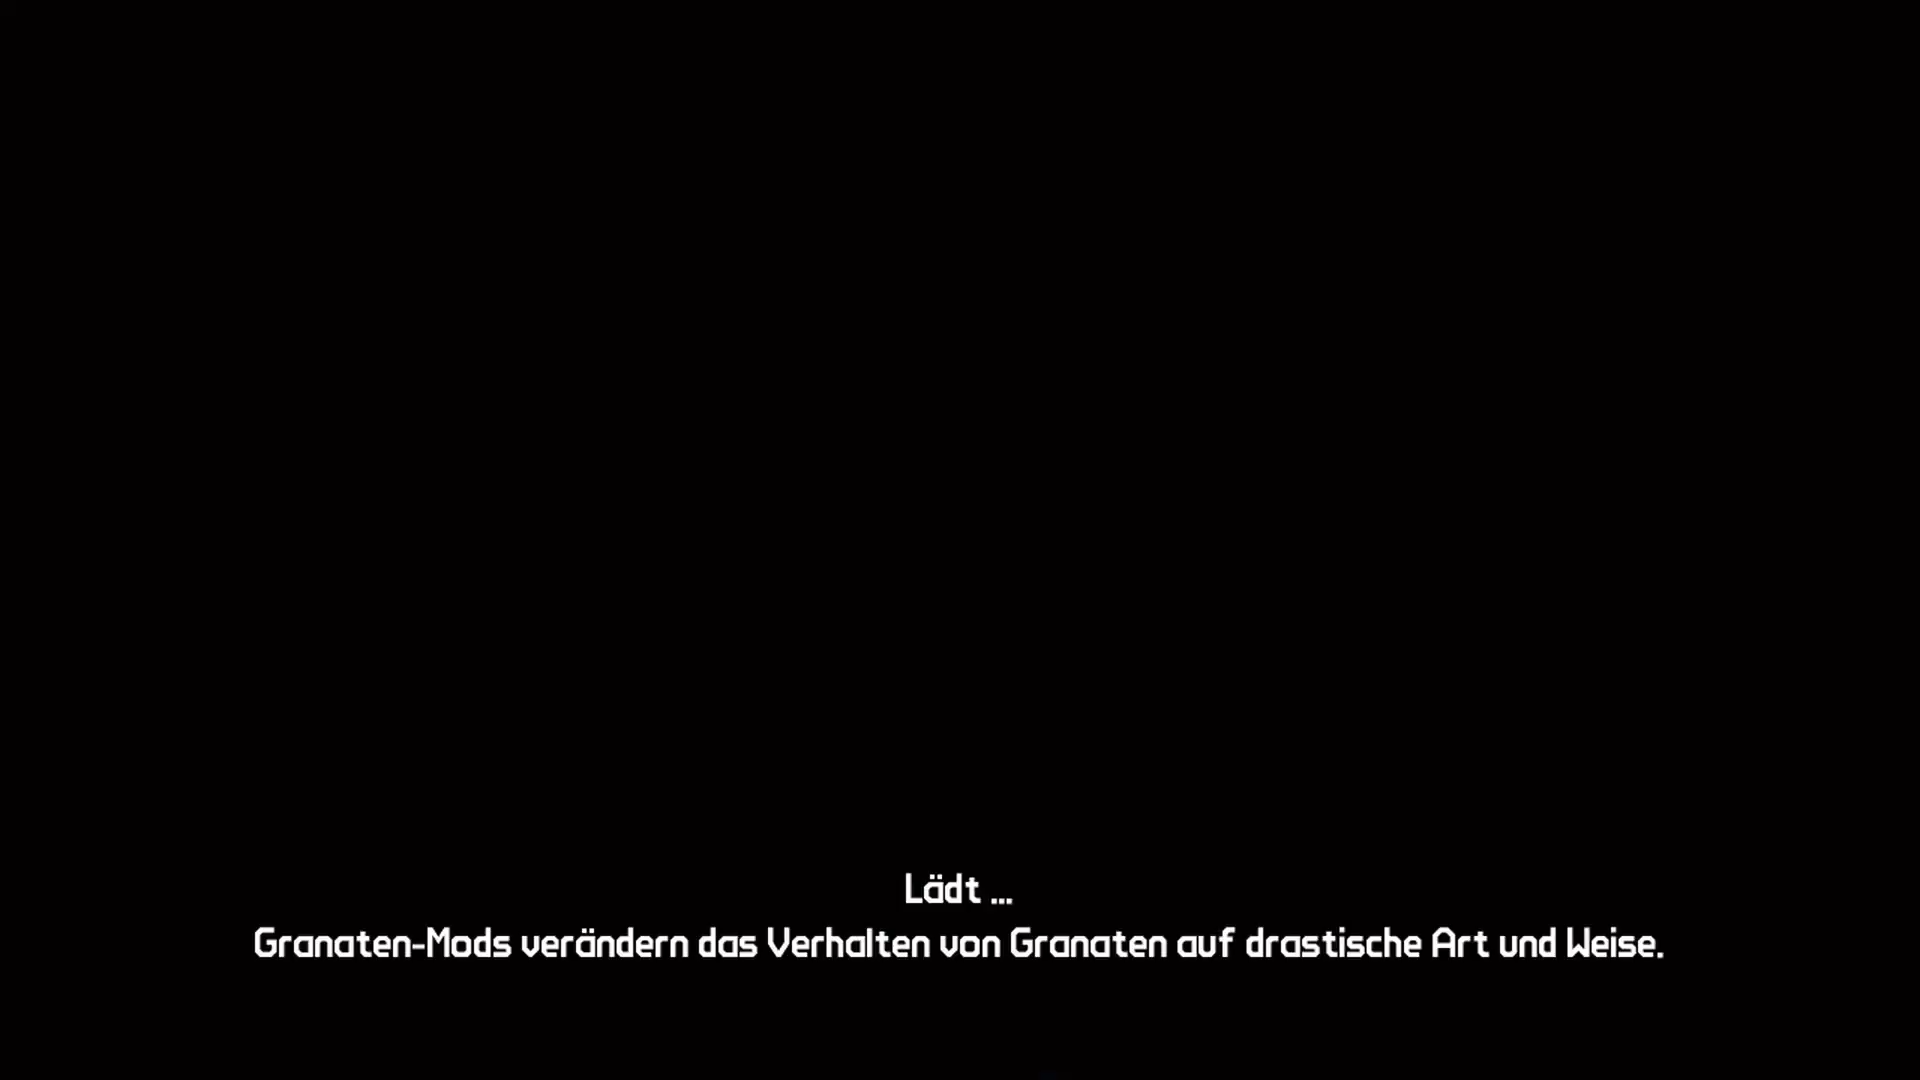 Lädt ...
Granaten-Mods verändern das Verhalten von Granaten auf drastische Art und Weise.